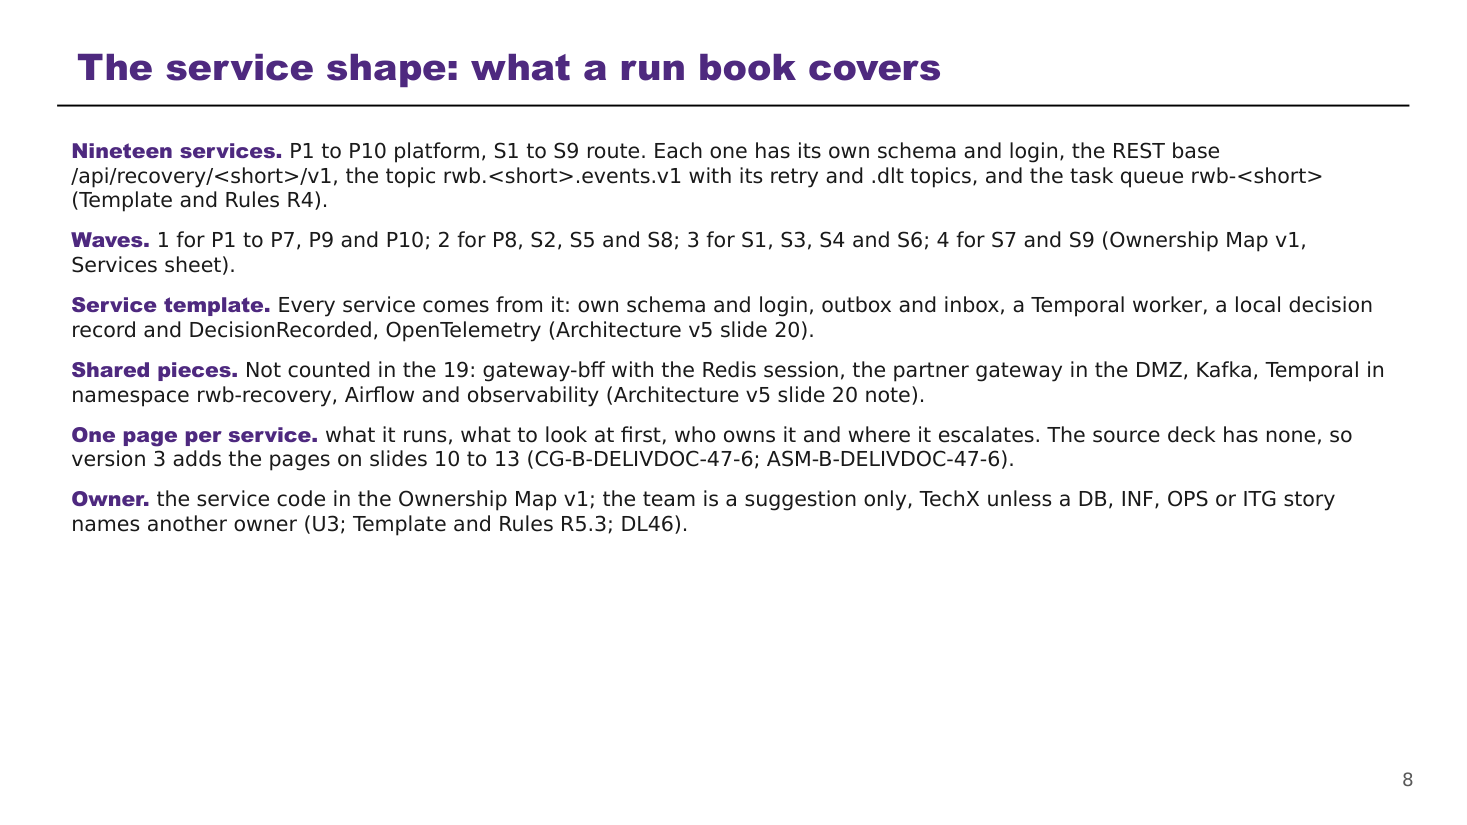 The service shape: what a run book covers
Nineteen services. P1 to P10 platform, S1 to S9 route. Each one has its own schema and login, the REST base
/api/recovery/<short>/v1, the topic rwb.<short>.events.v1 with its retry and .dlt topics, and the task queue rwb-<short>
(Template and Rules R4).
Waves. 1 for P1 to P7, P9 and P10; 2 for P8, S2, S5 and S8; 3 for S1, S3, S4 and S6; 4 for S7 and S9 (Ownership Map v1,
Services sheet).
Service template. Every service comes from it: own schema and login, outbox and inbox, a Temporal worker, a local decision
record and DecisionRecorded, OpenTelemetry (Architecture v5 slide 20).
Shared pieces. Not counted in the 19: gateway-bff with the Redis session, the partner gateway in the DMZ, Kafka, Temporal in
namespace rwb-recovery, Airflow and observability (Architecture v5 slide 20 note).
One page per service. what it runs, what to look at first, who owns it and where it escalates. The source deck has none, so
version 3 adds the pages on slides 10 to 13 (CG-B-DELIVDOC-47-6; ASM-B-DELIVDOC-47-6).
Owner. the service code in the Ownership Map v1; the team is a suggestion only, TechX unless a DB, INF, OPS or ITG story
names another owner (U3; Template and Rules R5.3; DL46).
8